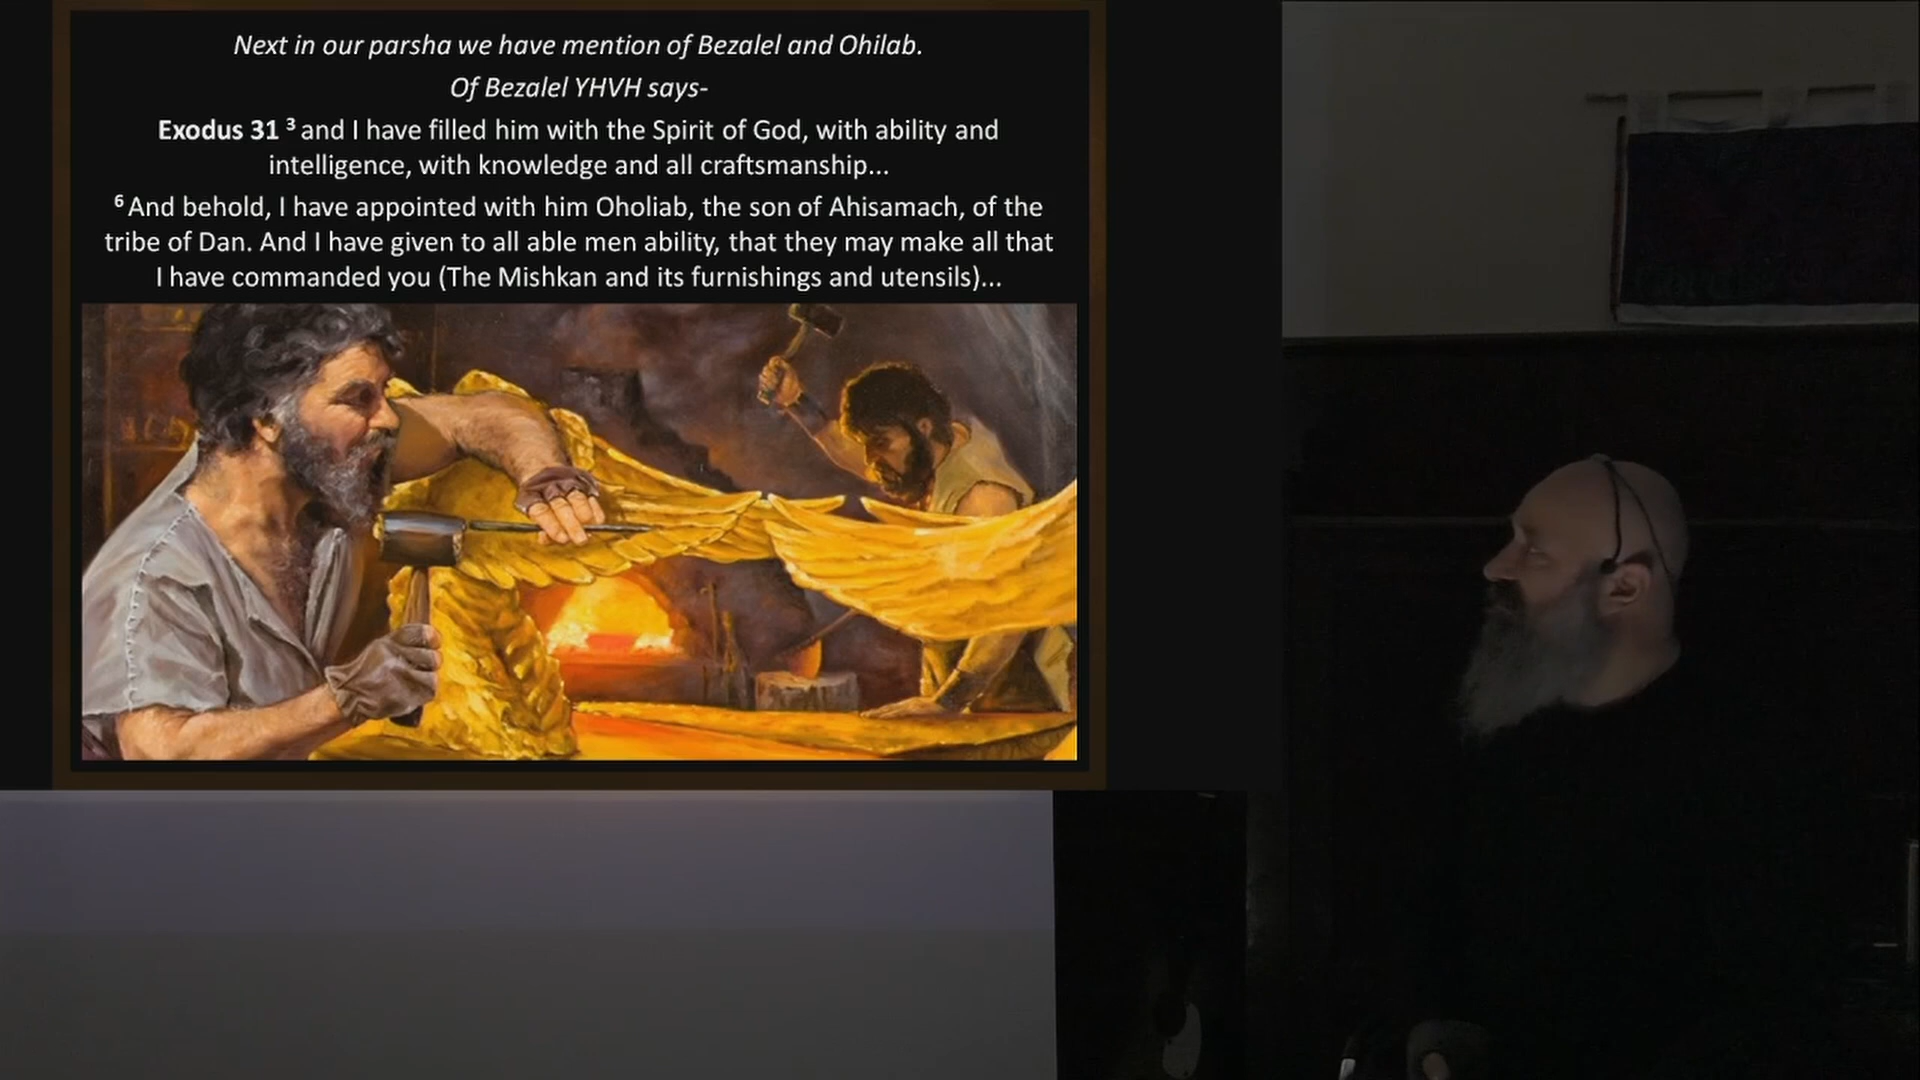 Next in our parsha we have mention of Bezalel and Ohilab.
Of Bezalel YHVH says-
Exodus 31 ³ and I have filled him with the Spirit of God, with ability and
intelligence, with knowledge and all craftsmanship...
⁶ And behold, I have appointed with him Oholiab, the son of Ahisamach, of the
tribe of Dan. And I have given to all able men ability, that they may make all that
I have commanded you (The Mishkan and its furnishings and utensils)...